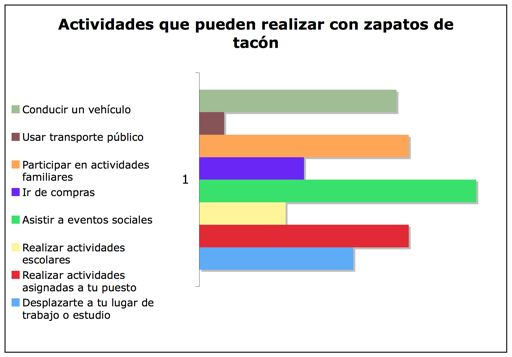 Actividades que pueden realizar con zapatos de
tacón
Conducir un vehículo
Usar transporte público
Participar en actividades
familiares
Ir de compras
Asistir a eventos sociales
Realizar actividades
escolares
Realizar actividades
asignadas a tu puesto
Desplazarte a tu lugar de
trabajo o estudio
1